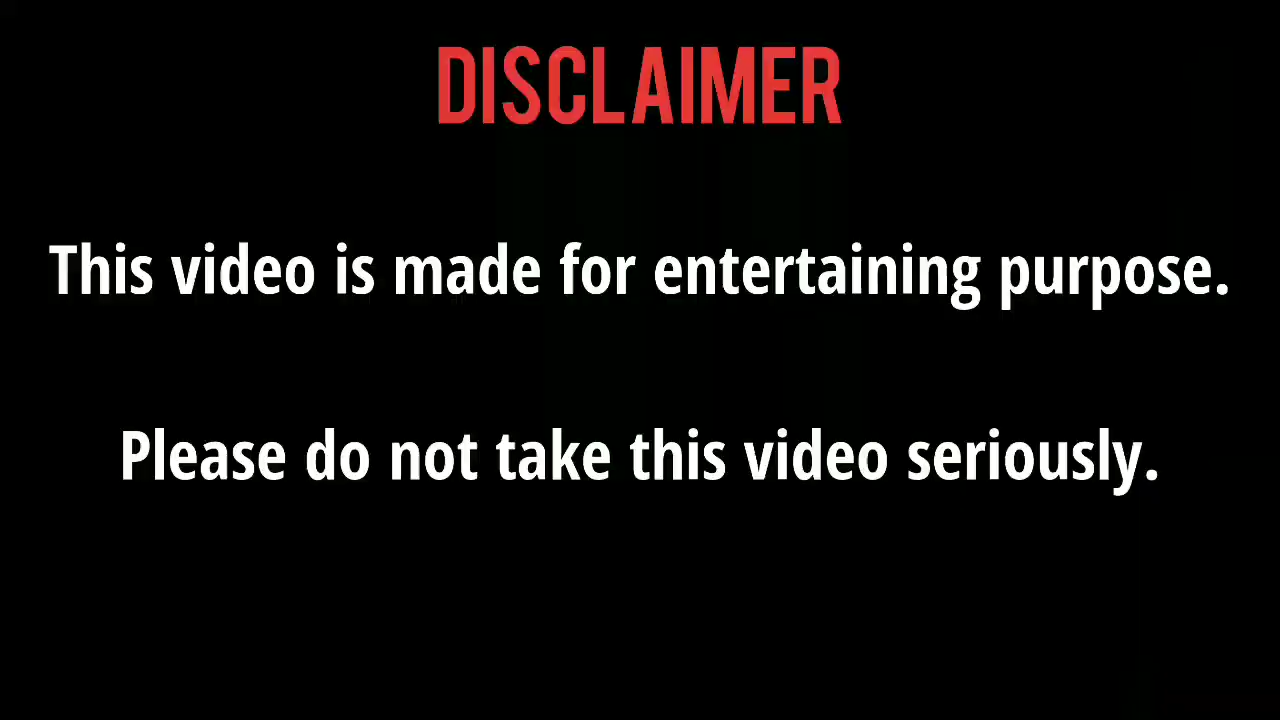 DISCLAIMER
This video is made for entertaining purpose.
Please do not take this video seriously.